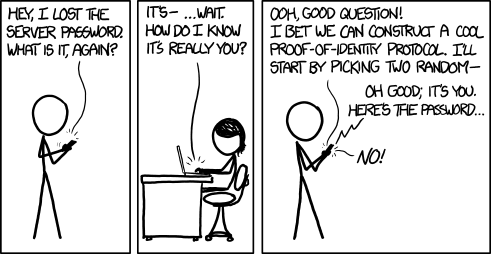 HEY, I LOST THE
SERVER PASSWORD.
WHAT IS IT, AGAIN?
IT'S— ...WAIT.
HOW DO I KNOW
IT'S REALLY YOU?
OOH, GOOD QUESTION!
I BET WE CAN CONSTRUCT A COOL
PROOF-OF-IDENTITY PROTOCOL. I'LL
START BY PICKING TWO RANDOM—
OH GOOD; IT'S YOU.
HERE'S THE PASSWORD...
NO!